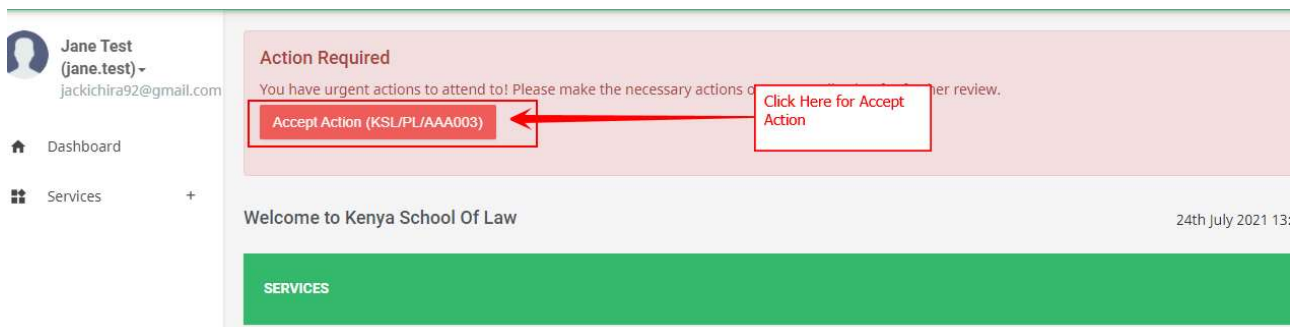 Jane Test
(jane.test)
jackichira92@gmail.com
Dashboard
Services +
Action Required
You have urgent actions to attend to! Please make the necessary actions her review.
Accept Action (KSL/PL/AAA003)
Click Here for Accept
Action
Welcome to Kenya School Of Law
24th July 2021 13:
SERVICES